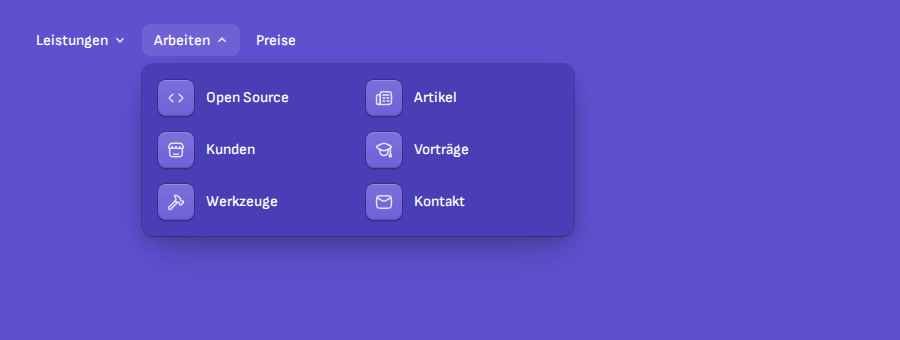 Leistungen Arbeiten Preise
Open Source Artikel
Kunden Vorträge
Werkzeuge Kontakt